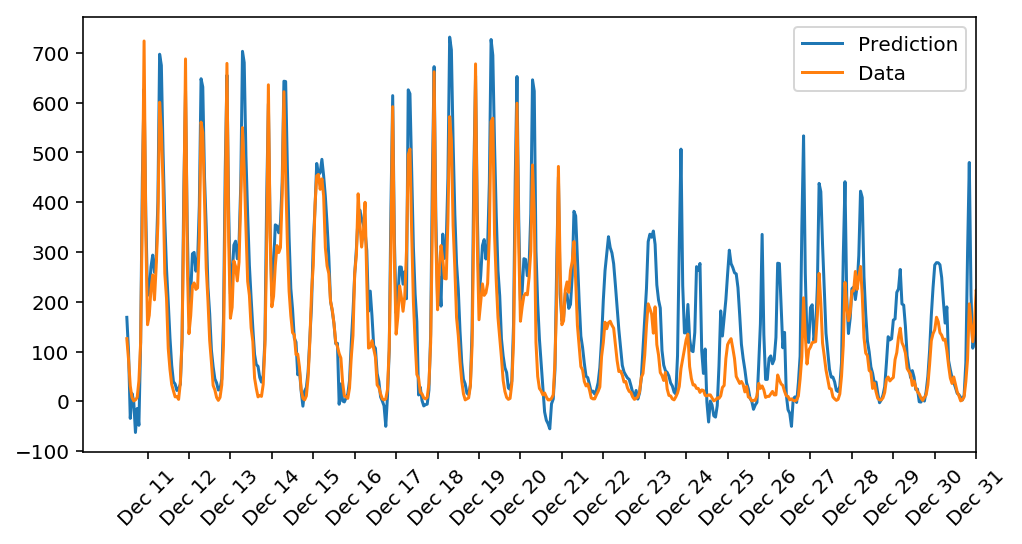 700
600
500
400
300
200
100
0
−100
Prediction
Data
Dec 11
Dec 12
Dec 13
Dec 14
Dec 15
Dec 16
Dec 17
Dec 18
Dec 19
Dec 20
Dec 21
Dec 22
Dec 23
Dec 24
Dec 25
Dec 26
Dec 27
Dec 28
Dec 29
Dec 30
Dec 31